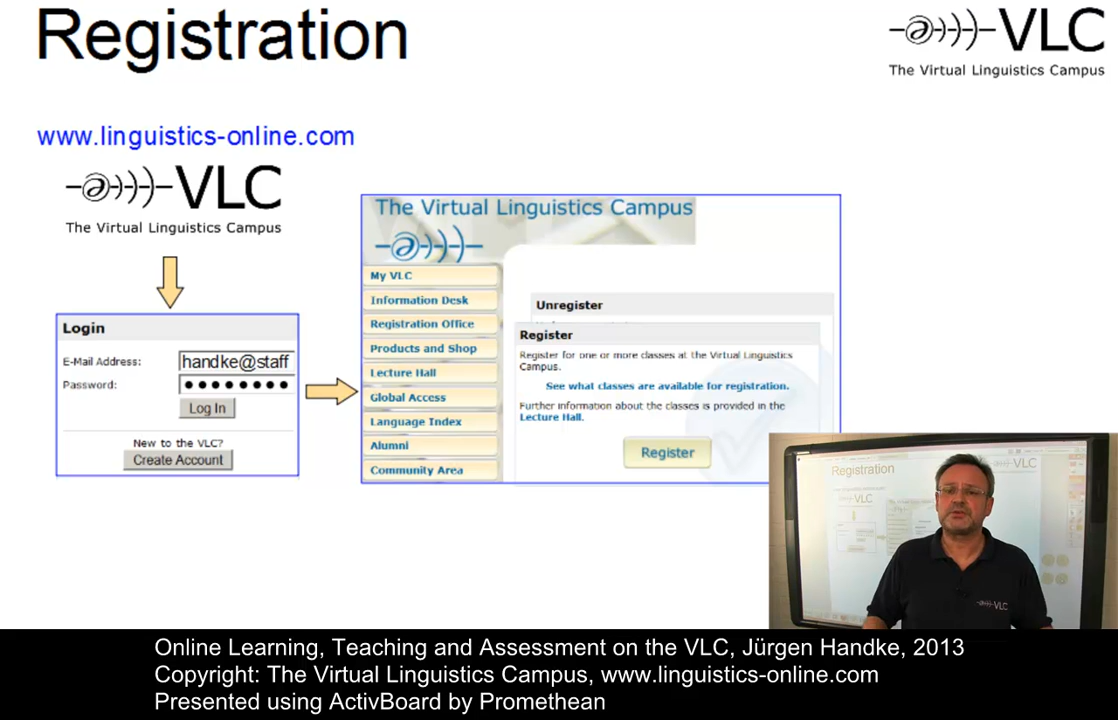 Registration
VLC
The Virtual Linguistics Campus
www.linguistics-online.com
VLC
The Virtual Linguistics Campus
Login
E-Mail Address:
handke@staff
Password:
Log In
New to the VLC?
Create Account
The Virtual Linguistics Campus
My VLC
Information Desk
Registration Office
Products and Shop
Lecture Hall
Global Access
Language Index
Alumni
Community Area
Unregister
Register
Register for one or more classes at the Virtual Linguistics
Campus.
See what classes are available for registration.
Further information about the classes is provided in the
Lecture Hall.
Register
Registration
VLC
VLC
Online Learning, Teaching and Assessment on the VLC, Jürgen Handke, 2013
Copyright: The Virtual Linguistics Campus, www.linguistics-online.com
Presented using ActivBoard by Promethean